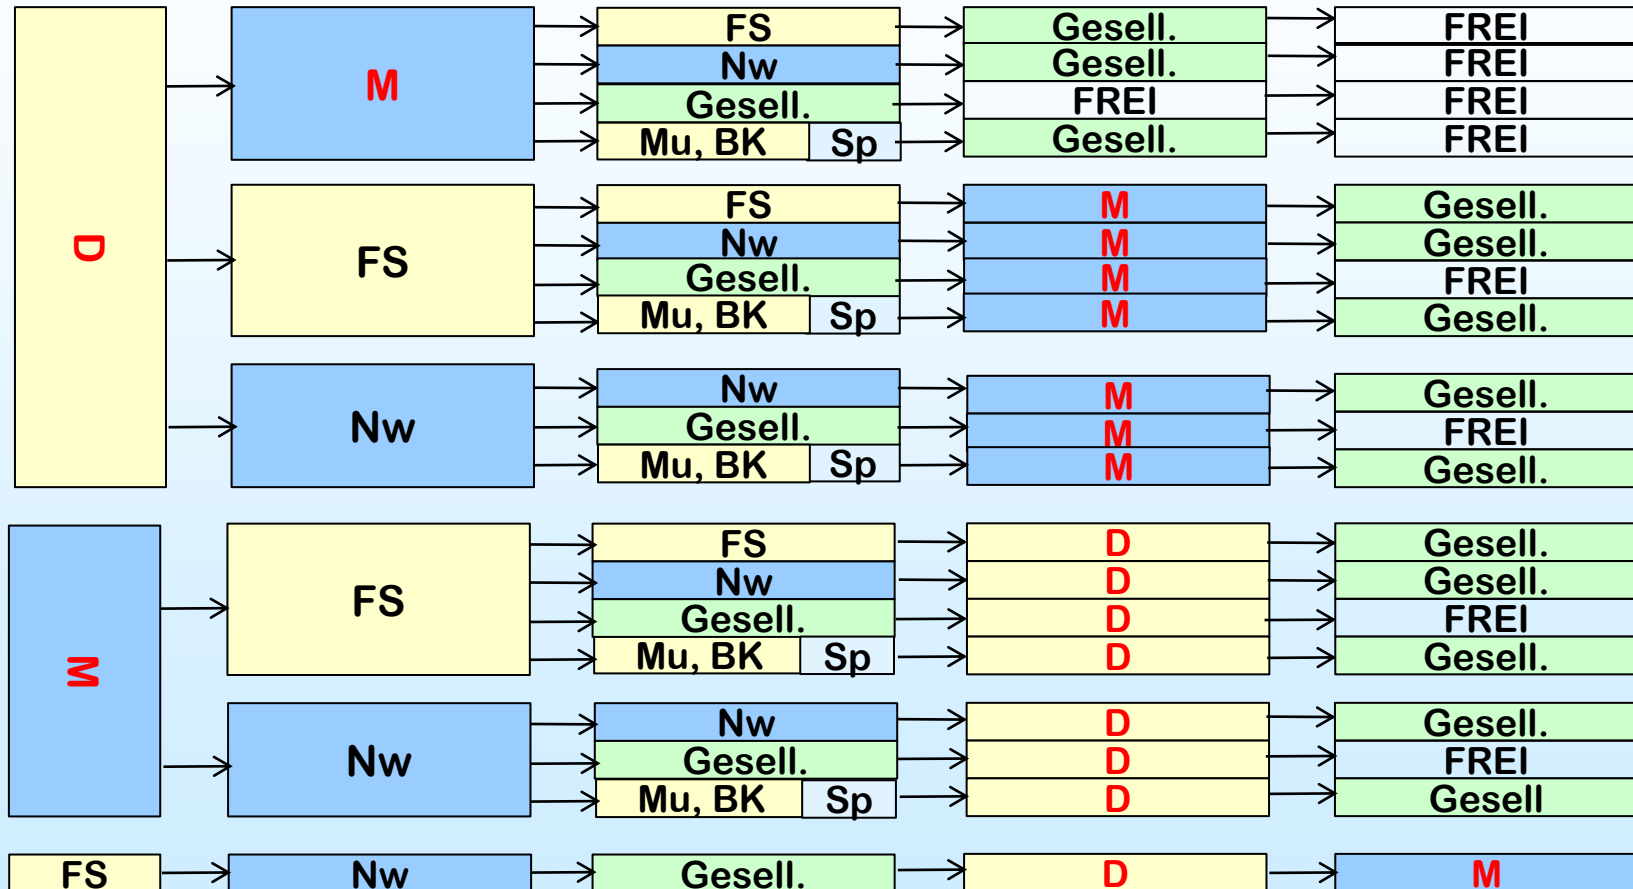 FS Gesell. FREI
Nw Gesell. FREI
M
Gesell. FREI FREI
Mu, BK Sp Gesell. FREI
D
FS M Gesell.
Nw M Gesell.
FS
Gesell. M FREI
Mu, BK Sp M Gesell.
Nw M Gesell.
Nw Gesell. M FREI
Mu, BK Sp M Gesell.
FS D Gesell.
Nw D Gesell.
FS
Gesell. D FREI
Mu, BK Sp D Gesell.
M
Nw D Gesell.
Nw Gesell. D FREI
Mu, BK Sp D Gesell
FS Nw Gesell. D M